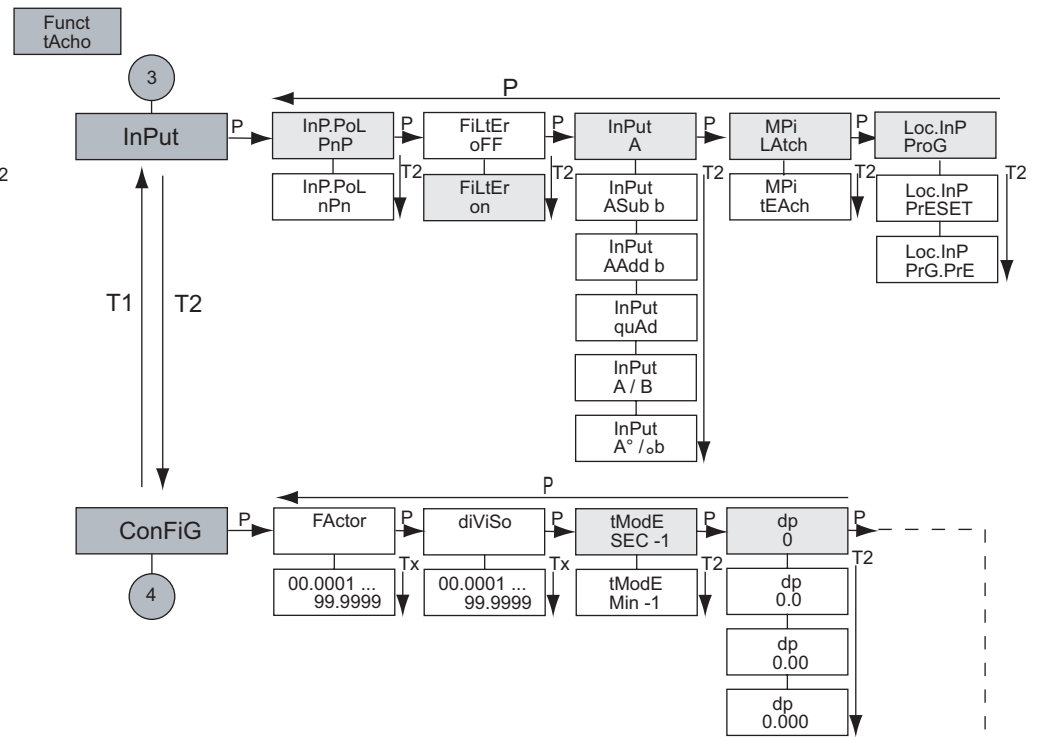 Funct
tAcho
3
P
InPut
P
InP.PoL
PnP
P
FiLtEr
oFF
P
InPut
A
P
MPi
LAtch
P
Loc.InP
ProG
T2
InP.PoL
nPn
T2
FiLtEr
on
T2
InPut
ASub b
T2
MPi
tEAch
T2
Loc.InP
PrESET
T2
InPut
AAdd b
Loc.InP
PrG.PrE
InPut
quAd
InPut
A / B
InPut
A° /ₒb
T1
T2
P
ConFiG
P
FActor
P
diViSo
P
tModE
SEC -1
P
dp
0
P
00.0001 ...
99.9999
Tx
00.0001 ...
99.9999
Tx
tModE
Min -1
T2
dp
0.0
T2
dp
0.00
dp
0.000
4